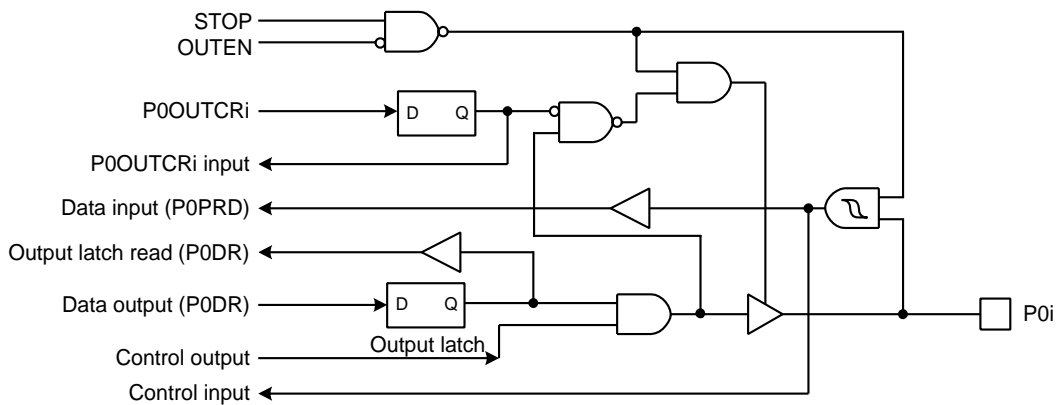 STOP
OUTEN
P0OUTCRi
D Q
P0OUTCRi input
Data input (P0PRD)
Output latch read (P0DR)
Data output (P0DR)
D Q
P0i
Output latch
Control output
Control input